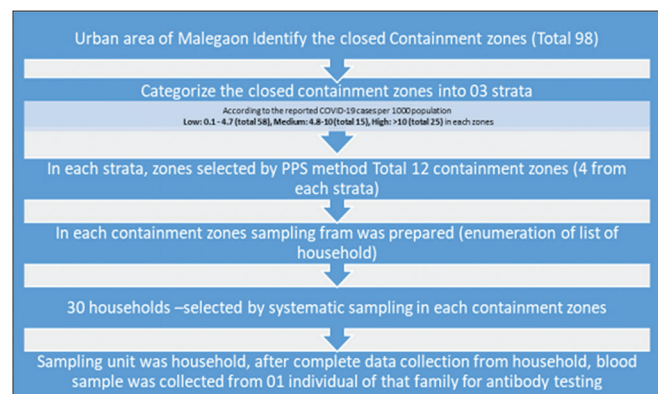 Urban area of Malegaon Identify the closed Containment zones (Total 98)
Categorize the closed containment zones into 03 strata
According to the reported COVID-19 cases per 1000 population
Low: 0.1 - 4.7 (total 58), Medium: 4.8-10 (total 15), High: >10 (total 25) in each zones
In each strata, zones selected by PPS method Total 12 containment zones (4 from
each strata)
In each containment zones sampling fram was prepared (enumeration of list of
household)
30 households –selected by systematic sampling in each containment zones
Sampling unit was household, after complete data collection from household, blood
sample was collected from 01 individual of that family for antibody testing